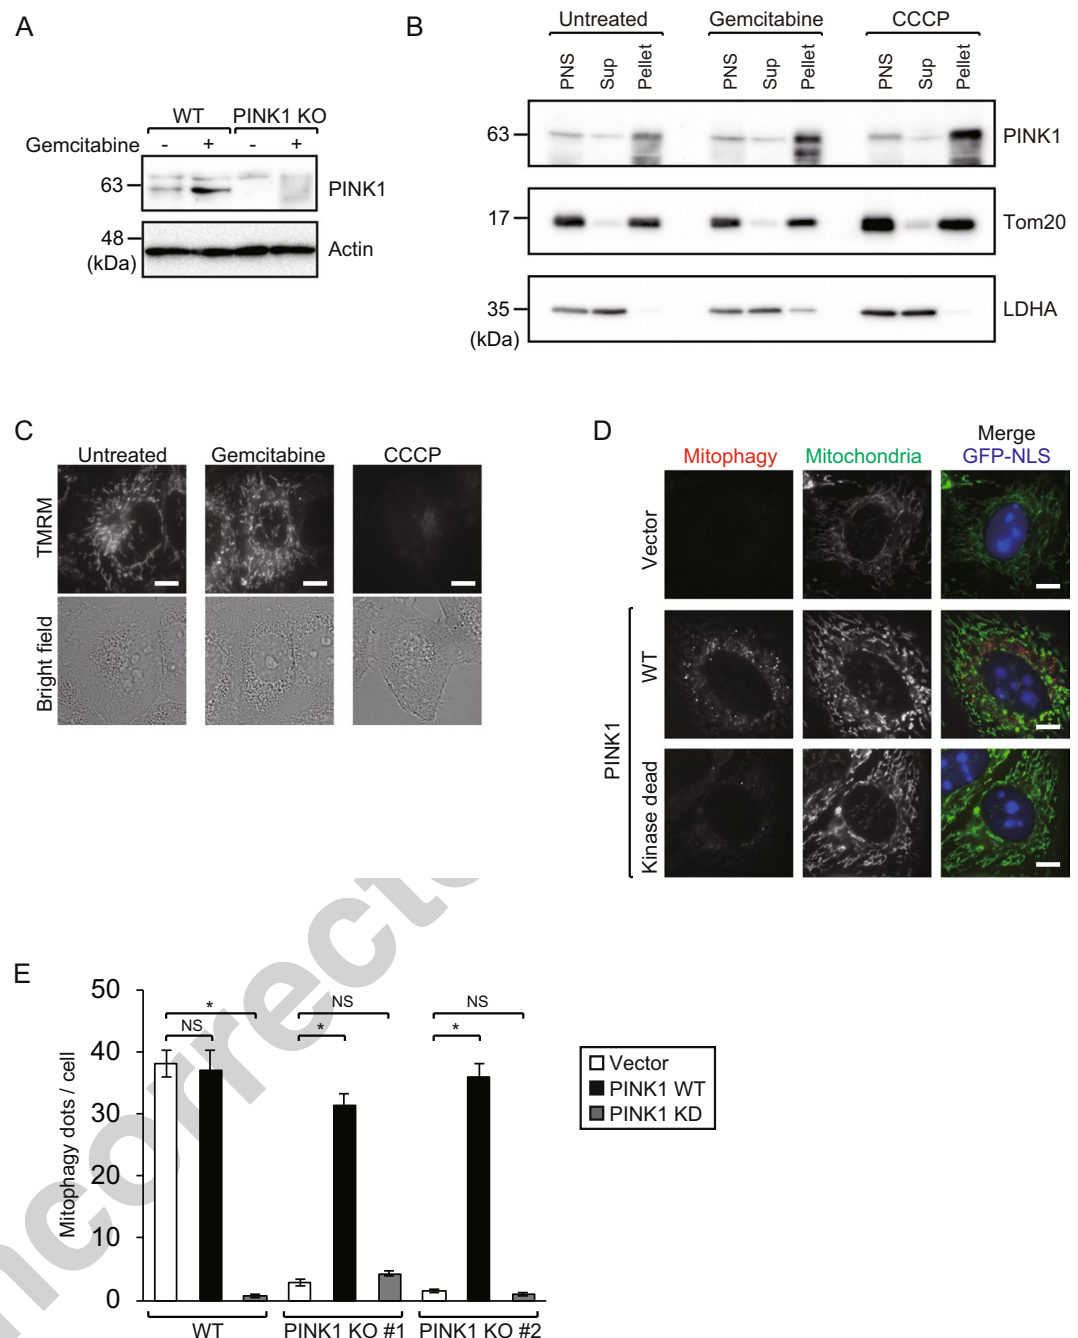 A
WT PINK1 KO
Gemcitabine - + - +
63 PINK1
48 Actin
(kDa)
B
Untreated Gemcitabine CCCP
PNS Sup Pellet PNS Sup Pellet PNS Sup Pellet
63 PINK1
17 Tom20
35 LDHA
(kDa)
C
Untreated Gemcitabine CCCP
TMRM
Bright field
D
Merge
Mitophagy Mitochondria GFP-NLS
Vector
PINK1
WT
Kinase dead
E
Mitophagy dots / cell
50
40
30
20
10
0
* NS NS
NS * *
Vector
PINK1 WT
PINK1 KD
WT PINK1 KO #1 PINK1 KO #2